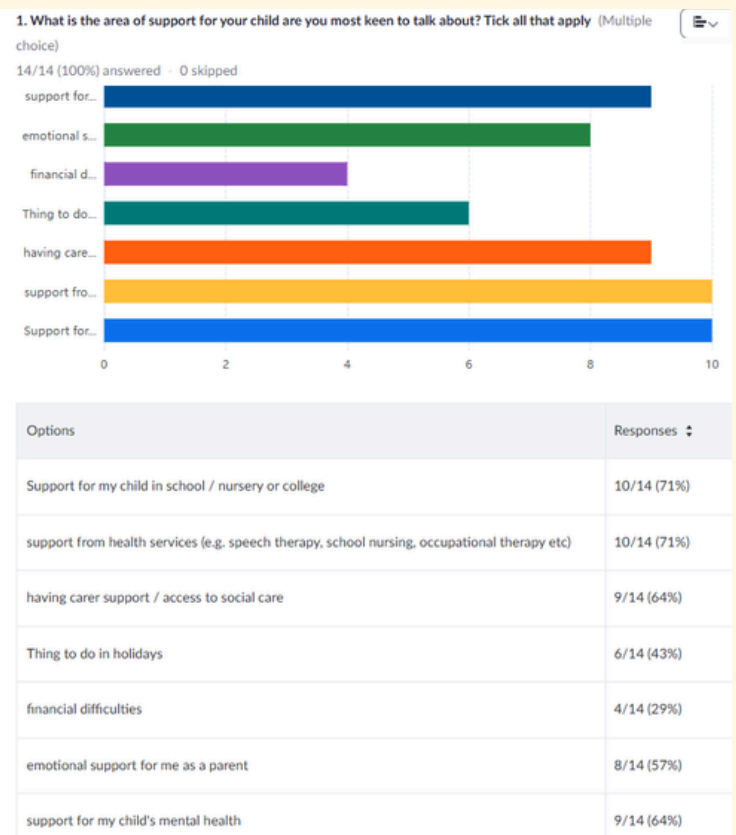 1. What is the area of support for your child are you most keen to talk about? Tick all that apply (Multiple
choice)
14/14 (100%) answered · 0 skipped
support for...
emotional s...
financial d...
Thing to do...
having care...
support fro...
Support for...
0 2 4 6 8 10
Options Responses
Support for my child in school / nursery or college 10/14 (71%)
support from health services (e.g. speech therapy, school nursing, occupational therapy etc) 10/14 (71%)
having carer support / access to social care 9/14 (64%)
Thing to do in holidays 6/14 (43%)
financial difficulties 4/14 (29%)
emotional support for me as a parent 8/14 (57%)
support for my child's mental health 9/14 (64%)